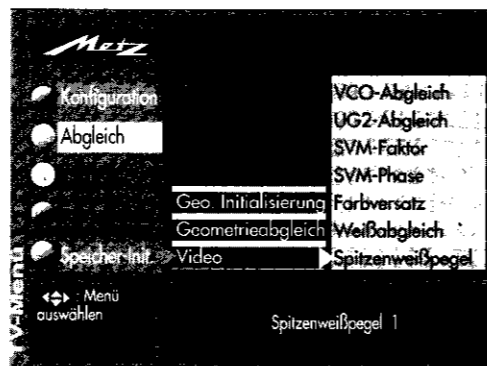 Metz
Konfiguration
Abgleich
Speicher-Init.
Geo. Initialisierung
Geometrieabgleich
Video
VCO-Abgleich
UG2-Abgleich
SVM-Faktor
SVM-Phase
Farbversatz
Weißabgleich
Spitzenweißpegel
TV-Menü
: Menü
auswählen
Spitzenweißpegel 1